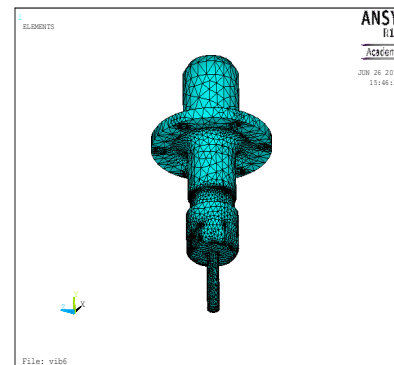 1
ELEMENTS
ANSY
R1
Academ
JUN 26 20
15:46:
Z
X
File: vib6